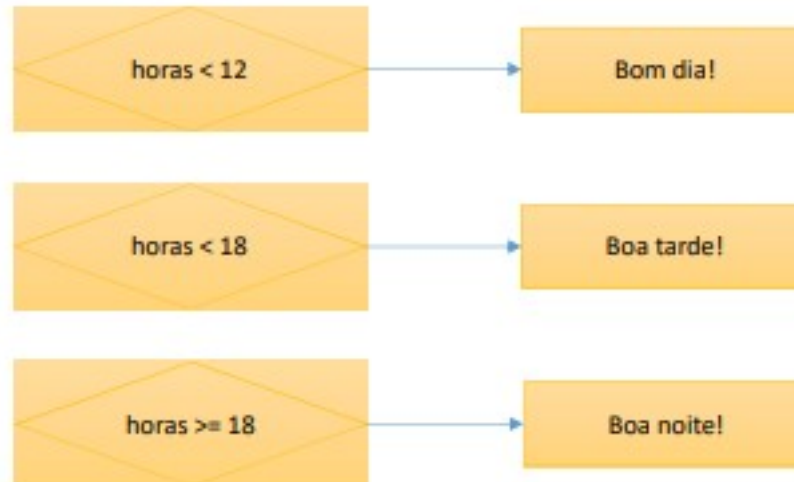 horas < 12
Bom dia!
horas < 18
Boa tarde!
horas >= 18
Boa noite!